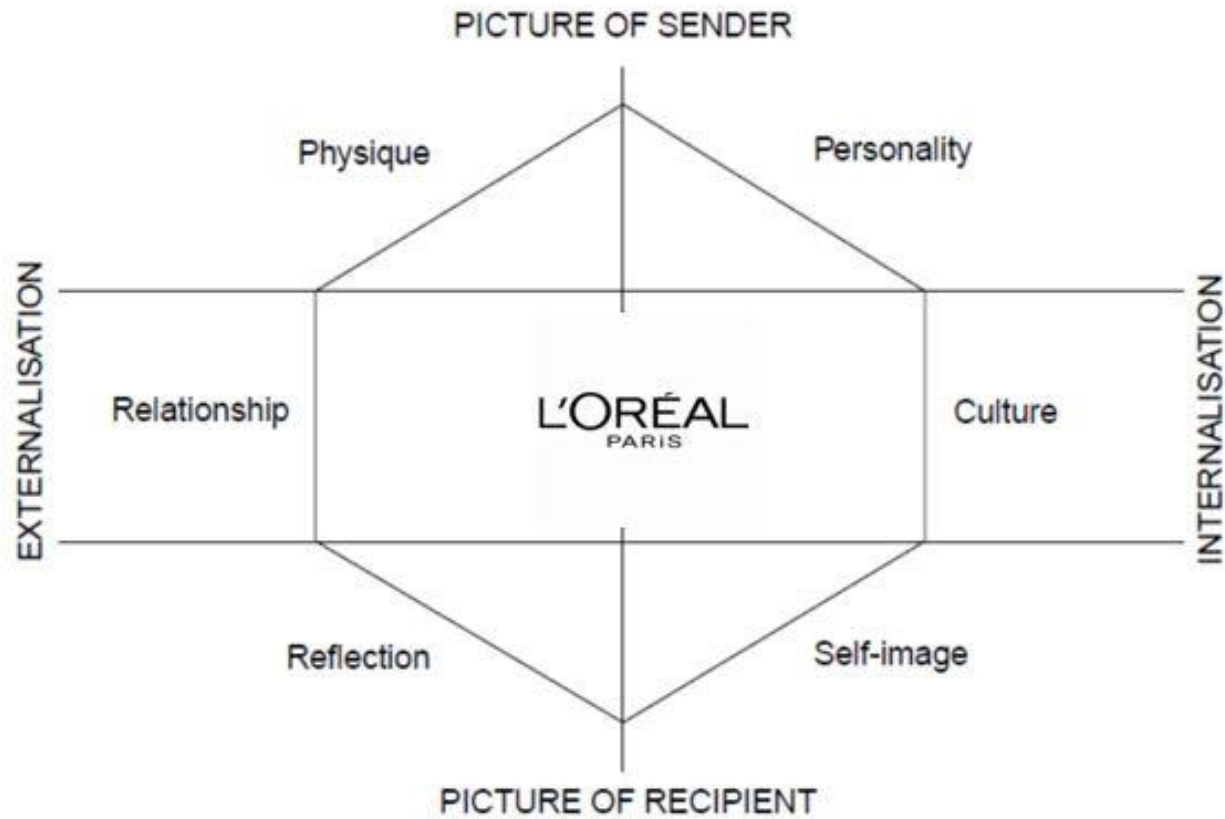 PICTURE OF SENDER
Physique
Personality
EXTERNALISATION
Relationship
L'ORÉAL
PARiS
Culture
INTERNALISATION
Reflection
Self-image
PICTURE OF RECIPIENT